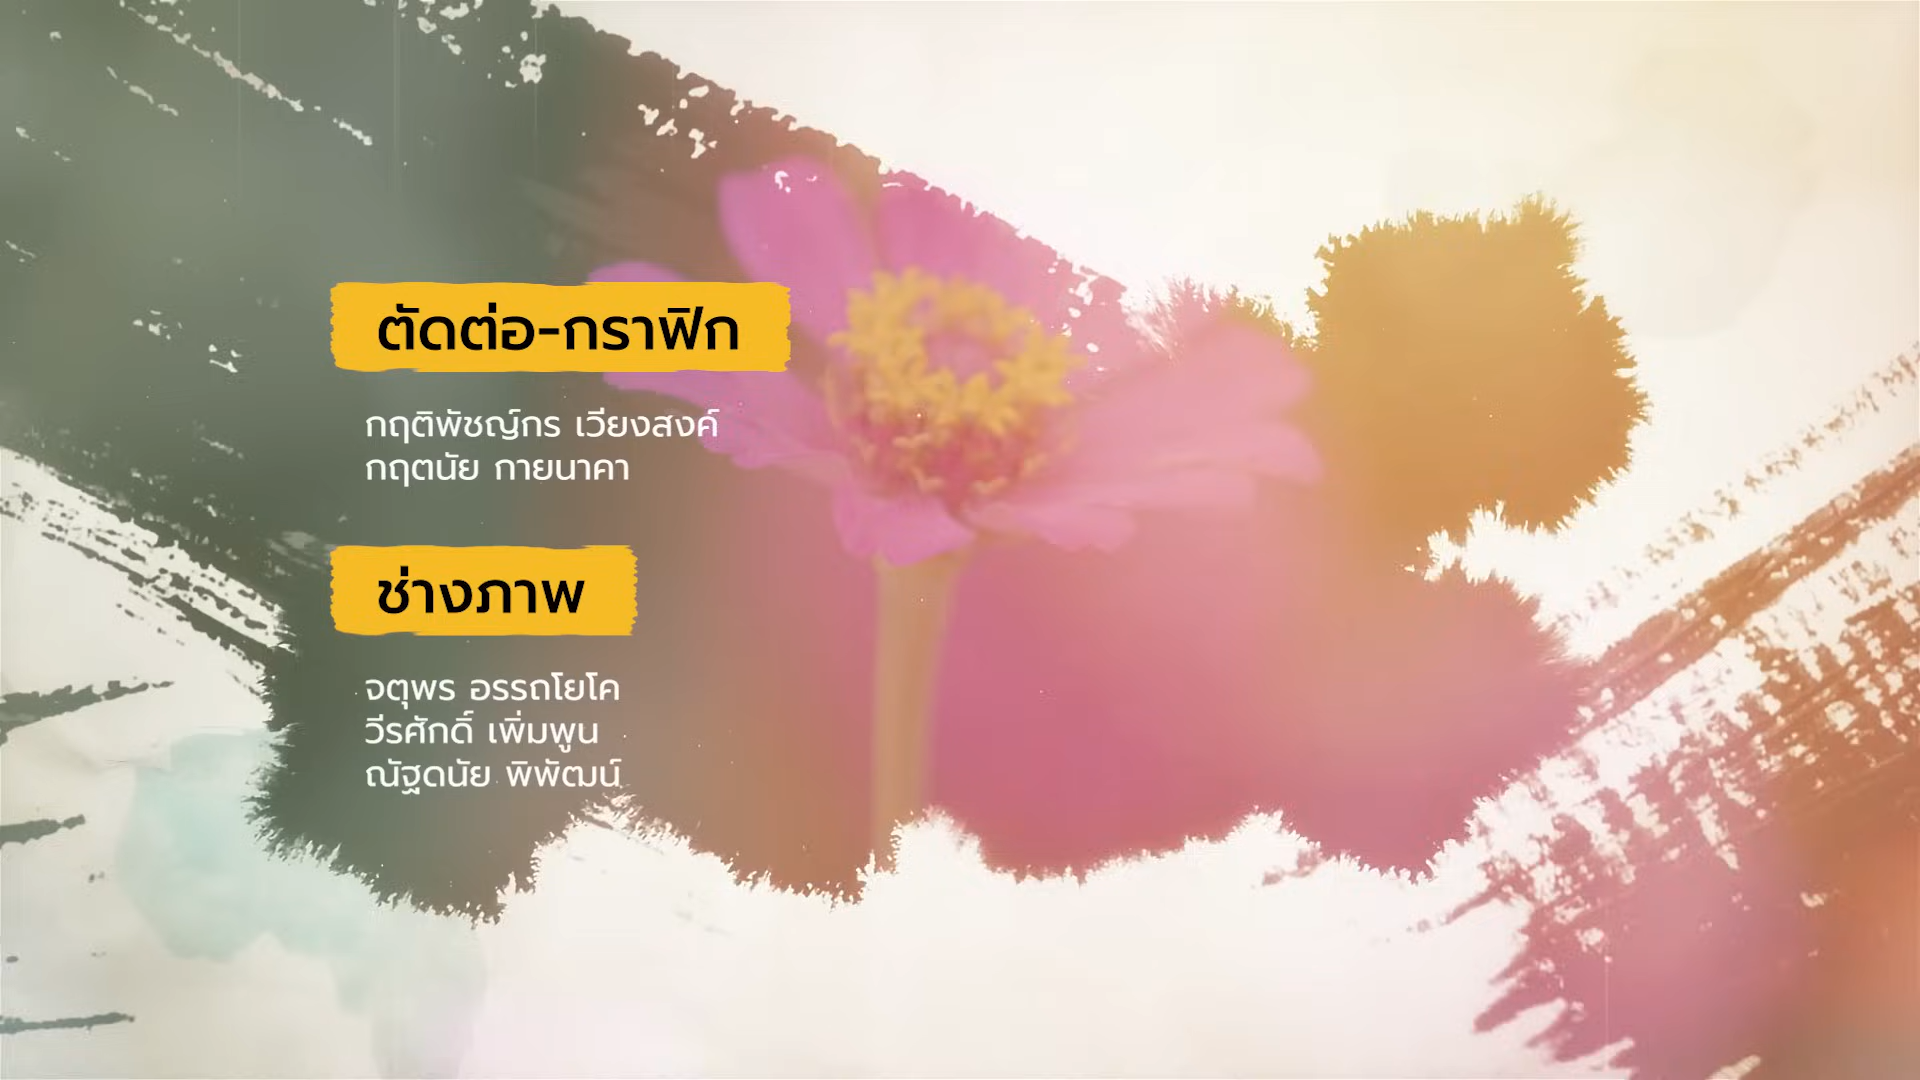 ตัดต่อ-กราฟิก
กฤติพัชญ์กร เวียงสงค์
กฤตนัย กายนาคา
ช่างภาพ
จตุพร อรรถโยโค
วีรศักดิ์ เพิ่มพูน
ณัฐดนัย พิพัฒน์